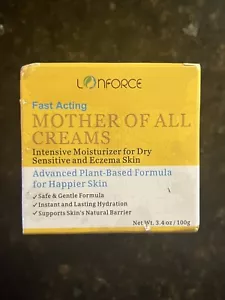 LONFORCE
Fast Acting
MOTHER OF ALL
CREAMS
Intensive Moisturizer for Dry
Sensitive and Eczema Skin
Advanced Plant-Based Formula
for Happier Skin
✓ Safe & Gentle Formula
✓ Instant and Lasting Hydration
✓ Supports Skin's Natural Barrier
Net Wt. 3.4 oz / 100g